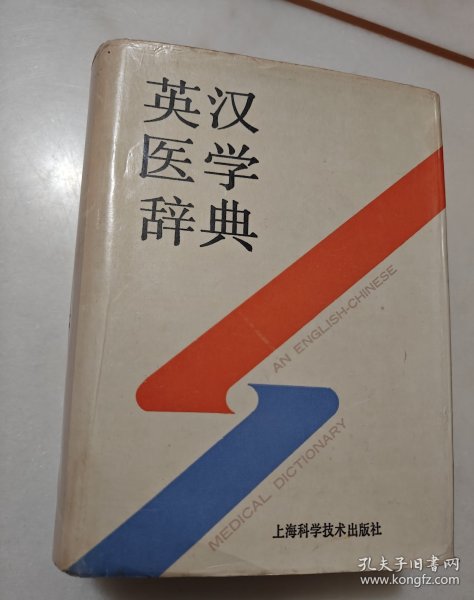 英汉
医学
辞典
AN ENGLISH-CHINESE
MEDICAL DICTIONARY
上海科学技术出版社
孔夫子旧书网
www.kongfz.com